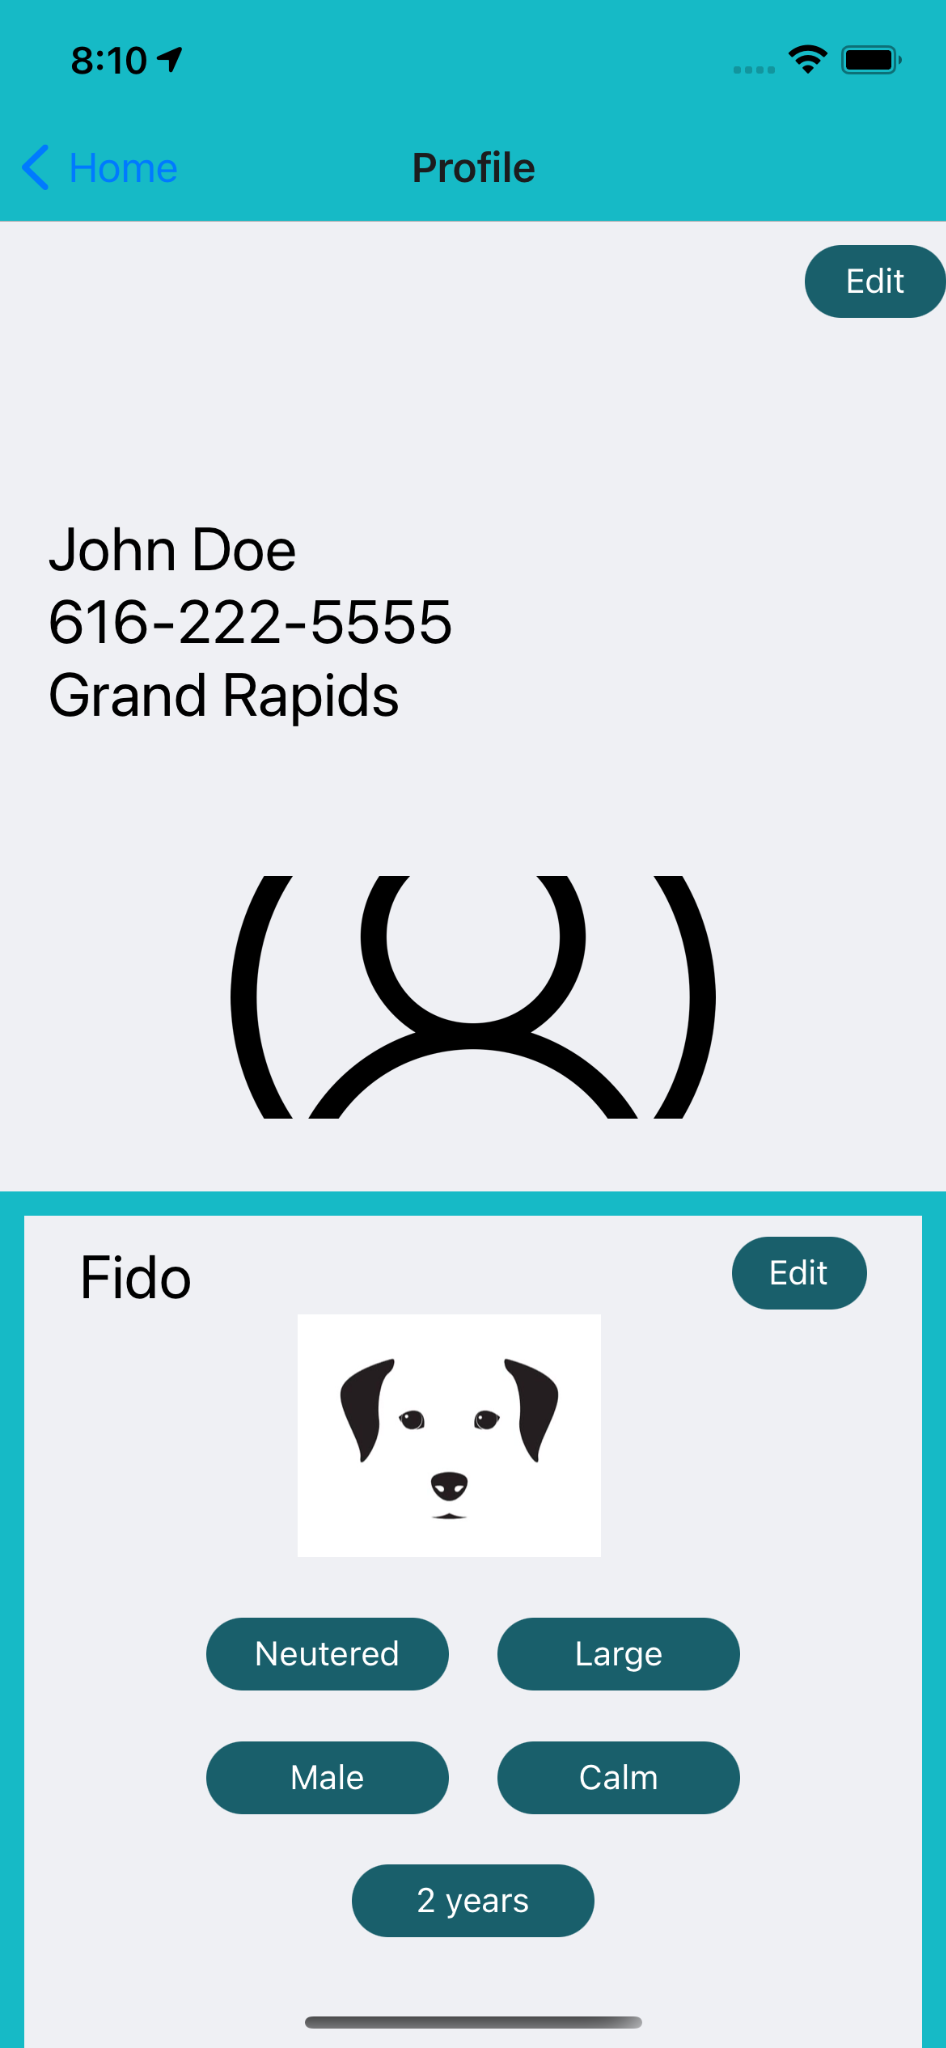 8:10
Home
Profile
Edit
John Doe
616-222-5555
Grand Rapids
Fido
Edit
Neutered
Large
Male
Calm
2 years